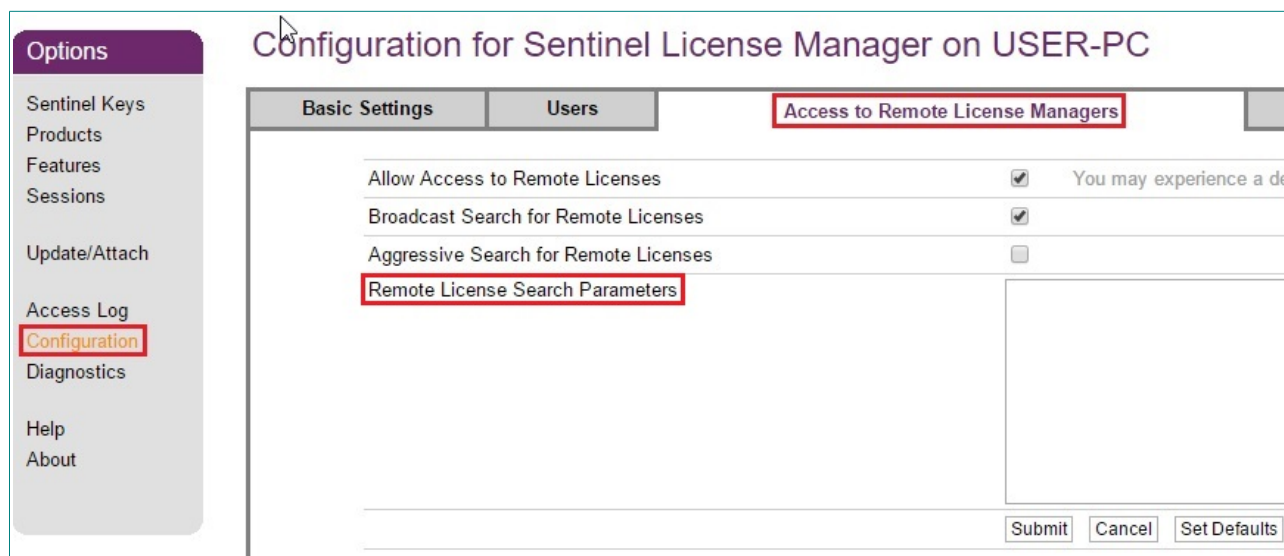 Options
Sentinel Keys
Products
Features
Sessions
Update/Attach
Access Log
Configuration
Diagnostics
Help
About
Configuration for Sentinel License Manager on USER-PC
Basic Settings Users Access to Remote License Managers
Allow Access to Remote Licenses You may experience a
Broadcast Search for Remote Licenses
Aggressive Search for Remote Licenses
Remote License Search Parameters
Submit Cancel Set Defaults